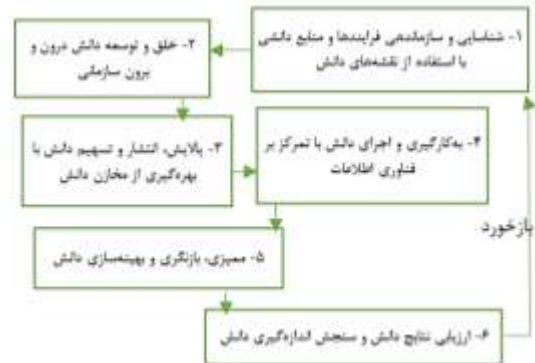 ۱- شناسایی و سازماندهی فرایندها و منابع دانشی
با استفاده از نقشه‌های دانش
۲- خلق و توسعه دانش درون و
برون سازمانی
۳- پالایش، انتشار و تسهیم دانش با
بهره‌گیری از مخازن دانش
۴- به‌کارگیری و اجرای دانش با تمرکز بر
فناوری اطلاعات
بازخورد
۵- ممیزی، بازنگری و بهینه‌سازی دانش
۶- ارزیابی نتایج دانش و سنجش اندازه‌گیری دانش